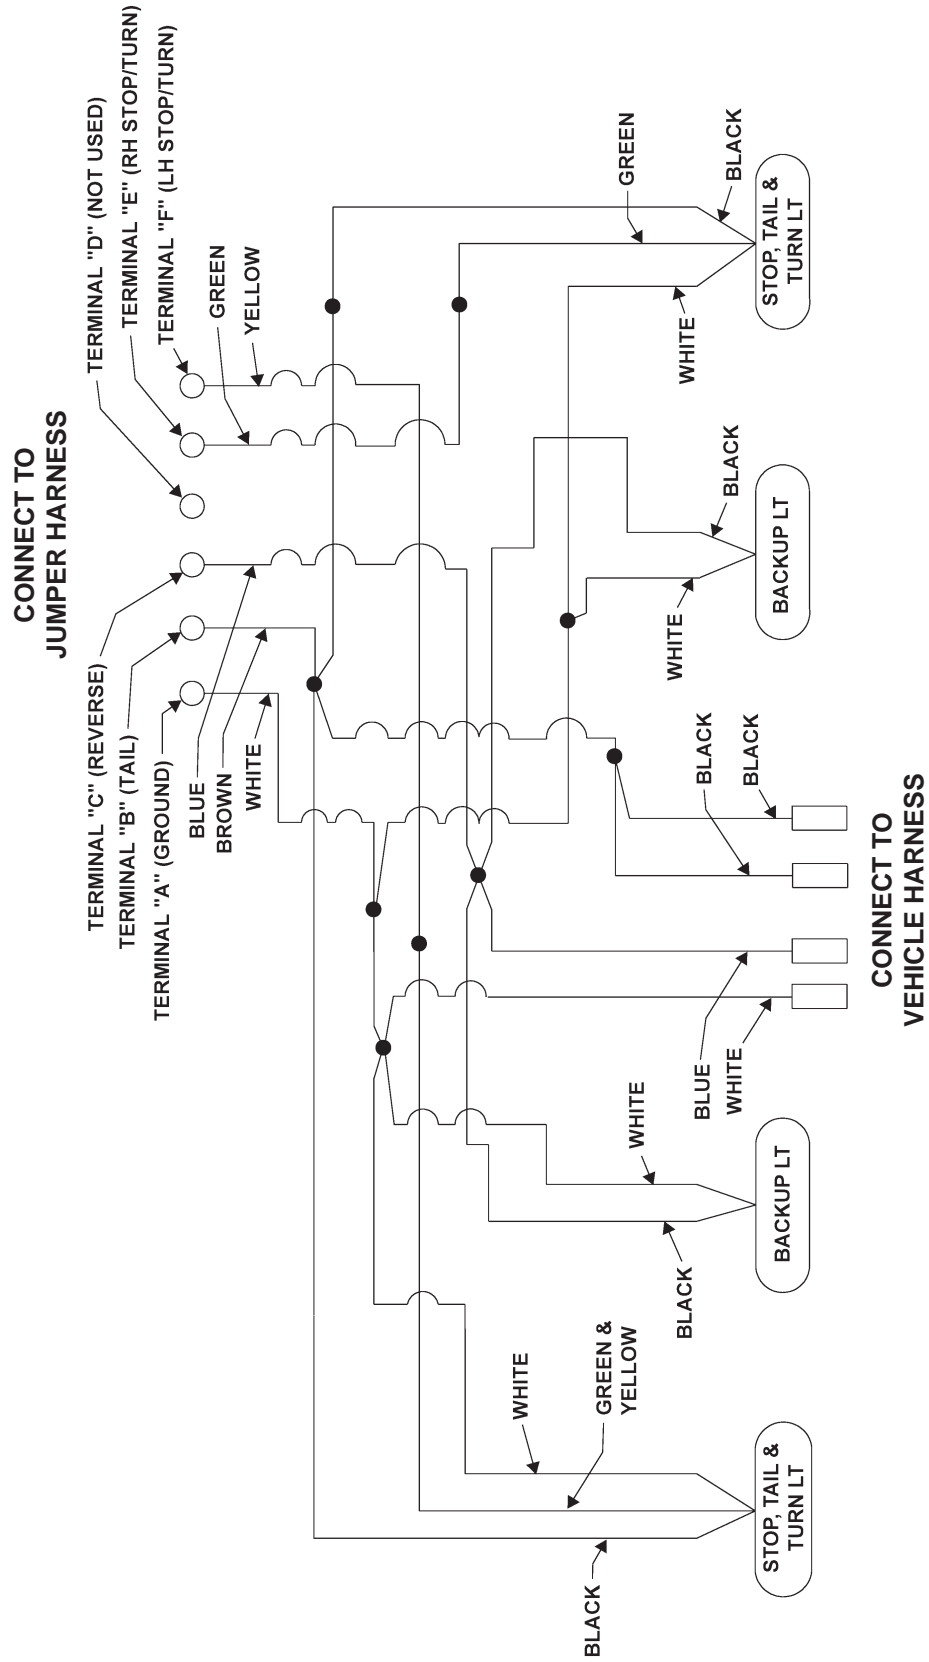 CONNECT TO
JUMPER HARNESS
TERMINAL "C" (REVERSE)
TERMINAL "B" (TAIL)
TERMINAL "A" (GROUND)
TERMINAL "D" (NOT USED)
TERMINAL "E" (RH STOP/TURN)
TERMINAL "F" (LH STOP/TURN)
BLUE
BROWN
WHITE
GREEN
YELLOW
BLACK
WHITE
GREEN &
YELLOW
STOP, TAIL &
TURN LT
BLACK
WHITE
BACKUP LT
BLUE
WHITE
BLACK
BLACK
CONNECT TO
VEHICLE HARNESS
WHITE
BLACK
BACKUP LT
WHITE
GREEN
BLACK
STOP, TAIL &
TURN LT